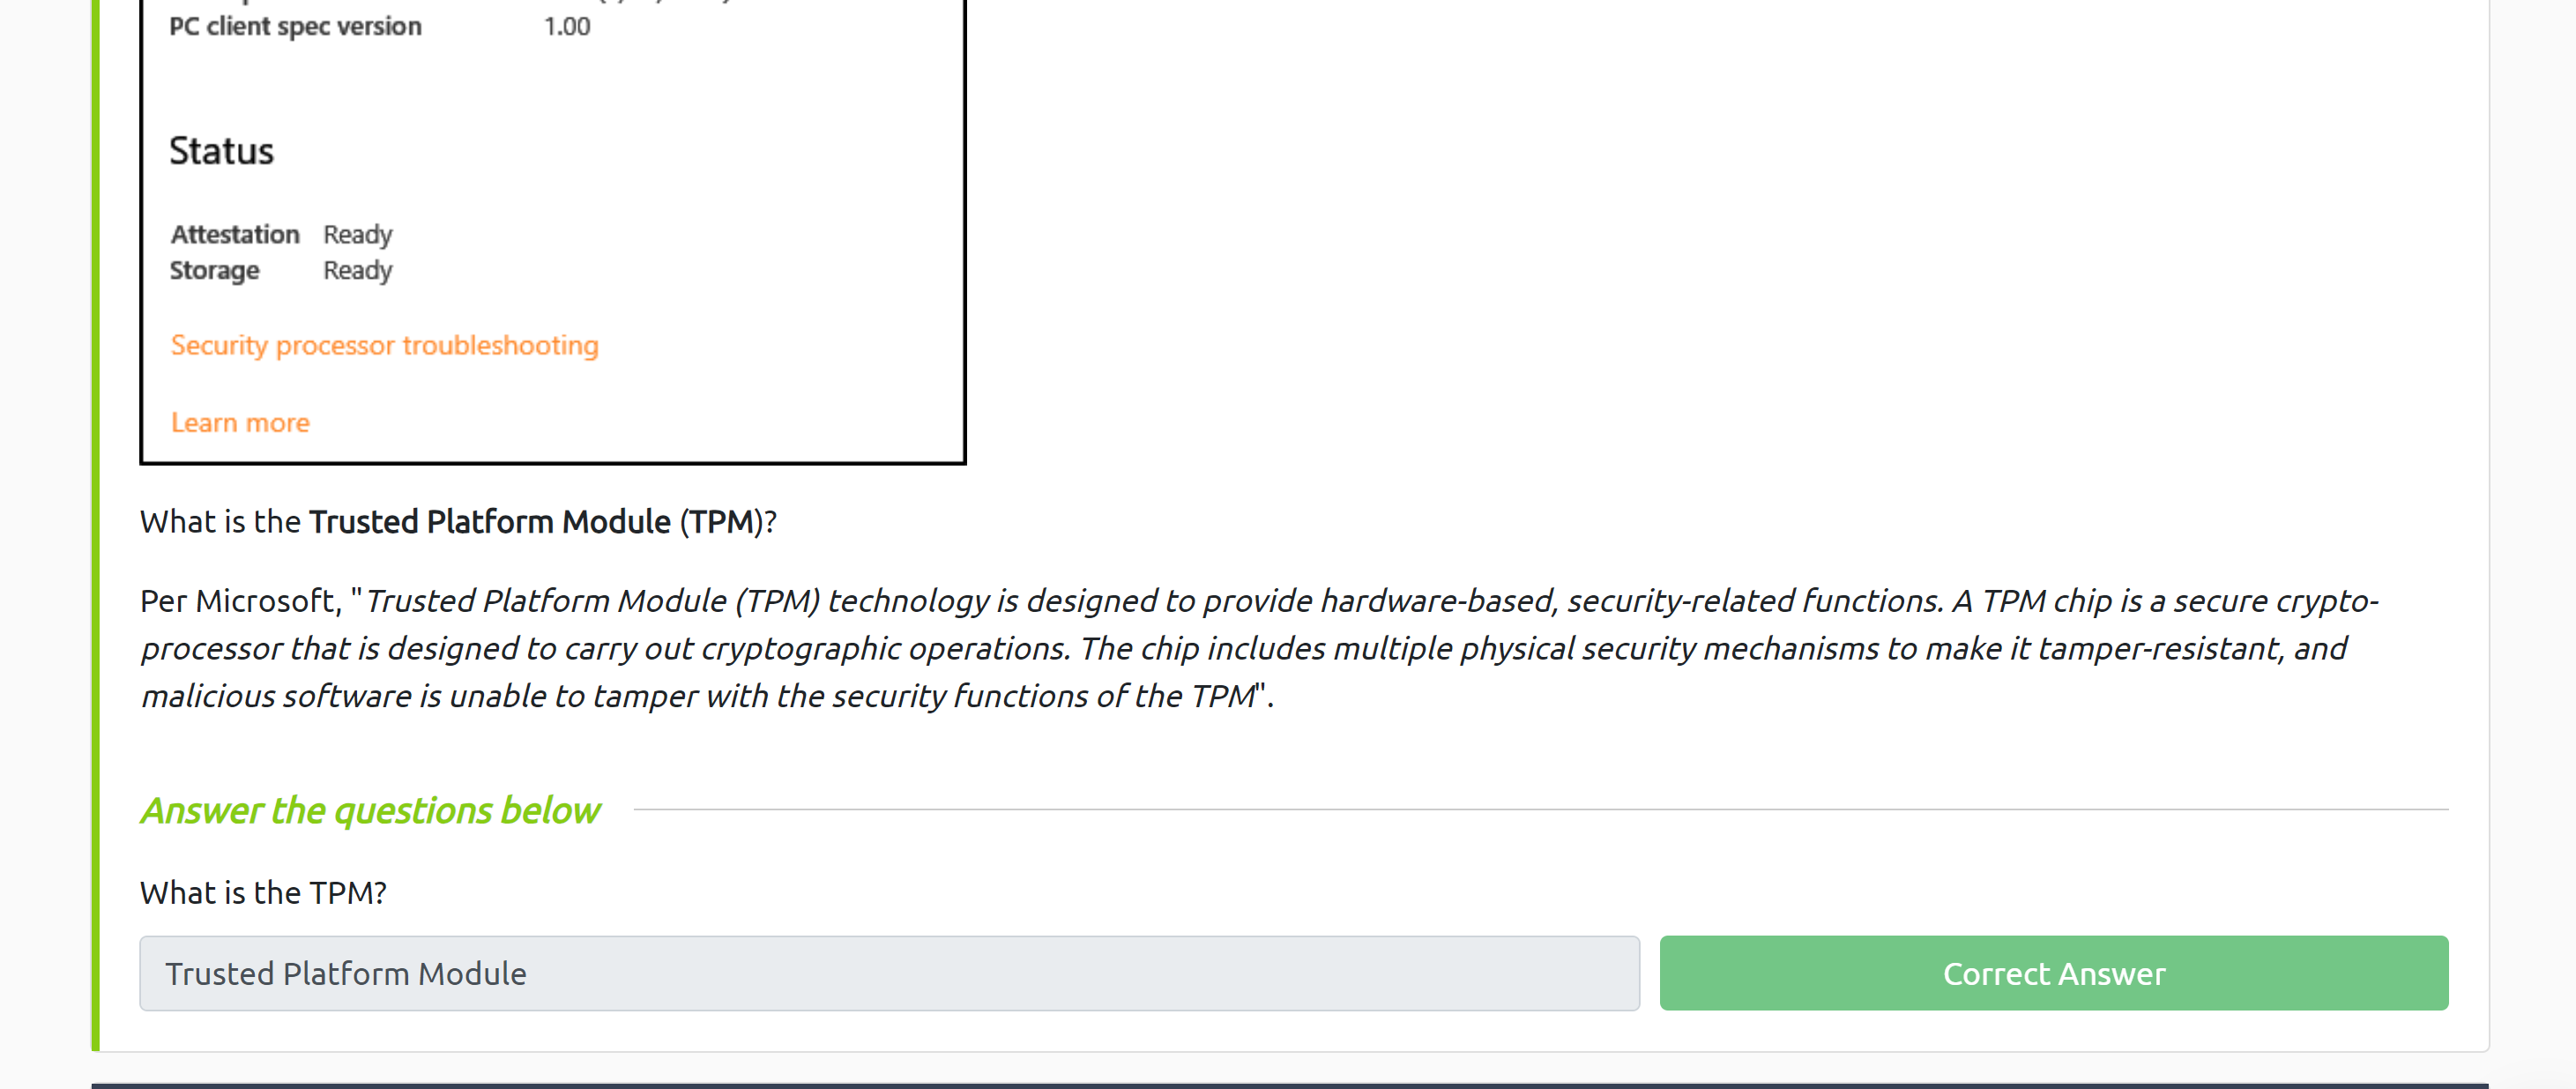 PC client spec version 1.00
Status
Attestation Ready
Storage Ready
Security processor troubleshooting
Learn more
What is the Trusted Platform Module (TPM)?
Per Microsoft, "Trusted Platform Module (TPM) technology is designed to provide hardware-based, security-related functions. A TPM chip is a secure crypto-
processor that is designed to carry out cryptographic operations. The chip includes multiple physical security mechanisms to make it tamper-resistant, and
malicious software is unable to tamper with the security functions of the TPM".
Answer the questions below
What is the TPM?
Trusted Platform Module Correct Answer